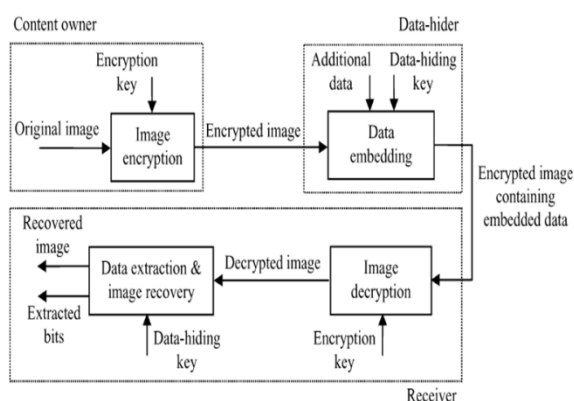 Content owner
Data-hider
Encryption
key
Additional
data
Data-hiding
key
Original image
Image
encryption
Encrypted image
Data
embedding
Encrypted image
containing
embedded data
Recovered
image
Extracted
bits
Data extraction &
image recovery
Decrypted image
Image
decryption
Data-hiding
key
Encryption
key
Receiver